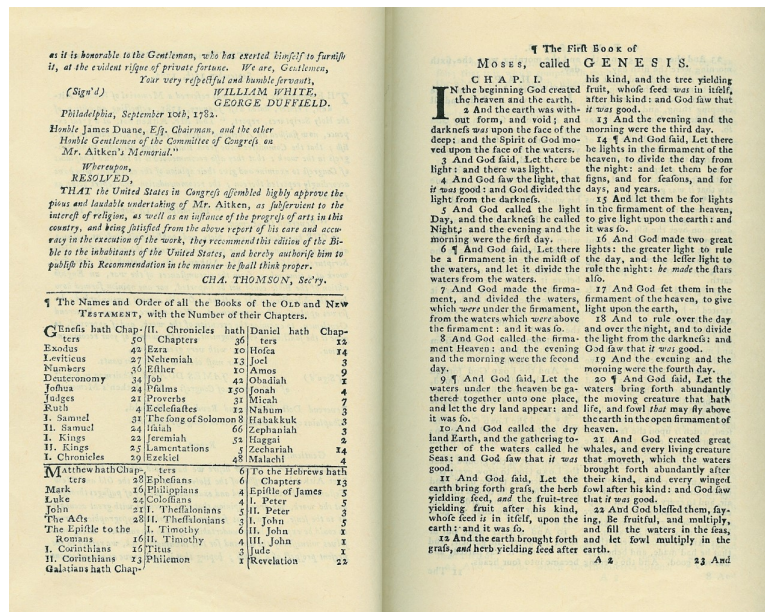 as it is honorable to the Gentleman, who has exerted himſelf to furniſh
it, at the evident riſque of private fortune. We are, Gentlemen,
Your very reſpectful and humble ſervants,
(Sign'd) WILLIAM WHITE,
GEORGE DUFFIELD.
Philadelphia, September 10th, 1782.
Honble James Duane, Eſq. Chairman, and the other
Honble Gentlemen of the Committee of Congreſs on
Mr. Aitken's Memorial."
Whereupon,
RESOLVED,
THAT the United States in Congreſs aſſembled highly approve the
pious and laudable undertaking of Mr. Aitken, as ſubſervient to the
intereſt of religion, as well as an inſtance of the progreſs of arts in this
country, and being ſatisfied from the above report of his care and accu-
racy in the execution of the work, they recommend this edition of the Bi-
ble to the inhabitants of the United States, and hereby authoriſe him to
publiſh this Recommendation in the manner he ſhall think proper.
CHA. THOMSON, Sec'ry.
¶ The Names and Order of all the Books of the OLD and NEW
TESTAMENT, with the Number of their Chapters.
GEneſis hath Chap-
ters 50
Exodus 42
Leviticus 27
Numbers 36
Deuteronomy 34
Joſhua 24
Judges 21
Ruth 4
I. Samuel 31
II. Samuel 24
I. Kings 22
II. Kings 25
I. Chronicles 29
II. Chronicles hath
Chapters 36
Ezra 10
Nehemiah 13
Eſther 10
Job 42
Pſalms 150
Proverbs 31
Eccleſiaſtes 12
The ſong of Solomon 8
Iſaiah 66
Jeremiah 52
Lamentations 5
Ezekiel 48
Daniel hath Chap-
ters 12
Hoſea 14
Joel 3
Amos 9
Obadiah 1
Jonah 4
Micah 7
Nahum 3
Habakkuk 3
Zephaniah 3
Haggai 2
Zechariah 14
Malachi 4
Matthew hath Chap-
ters 28
Mark 16
Luke 24
John 21
The Acts 28
The Epiſtle to the
Romans 16
I. Corinthians 16
II. Corinthians 13
Galatians hath Chap-
ters 6
Epheſians 6
Philippians 4
Coloſſians 4
I. Theſſalonians 5
II. Theſſalonians 3
I. Timothy 6
II. Timothy 4
Titus 3
Philemon 1
To the Hebrews hath
Chapters 13
Epiſtle of James 5
I. Peter 5
II. Peter 3
I. John 5
II. John 1
III. John 1
Jude 1
Revelation 22
¶ The Firſt BOOK of
MOSES, called GENESIS.
CHAP. I.
IN the beginning God created
the heaven and the earth.
2 And the earth was with-
out form, and void; and
darkneſs was upon the face of the
deep: and the Spirit of God mo-
ved upon the face of the waters.
3 And God ſaid, Let there be
light: and there was light.
4 And God ſaw the light, that
it was good: and God divided the
light from the darkneſs.
5 And God called the light
Day, and the darkneſs he called
Night; and the evening and the
morning were the firſt day.
6 ¶ And God ſaid, Let there
be a firmament in the midſt of
the waters, and let it divide the
waters from the waters.
7 And God made the firma-
ment, and divided the waters,
which were under the firmament,
from the waters which were above
the firmament: and it was ſo.
8 And God called the firma-
ment Heaven: and the evening
and the morning were the ſecond
day.
9 ¶ And God ſaid, Let the
waters under the heaven be ga-
thered together unto one place,
and let the dry land appear: and
it was ſo.
10 And God called the dry
land Earth, and the gathering to-
gether of the waters called he
Seas: and God ſaw that it was
good.
11 And God ſaid, Let the
earth bring forth graſs, the herb
yielding ſeed, and the fruit-tree
yielding fruit after his kind,
whoſe ſeed is in itſelf, upon the
earth: and it was ſo.
12 And the earth brought forth
graſs, and herb yielding ſeed after
his kind, and the tree yielding
fruit, whoſe ſeed was in itſelf,
after his kind: and God ſaw that
it was good.
13 And the evening and the
morning were the third day.
14 ¶ And God ſaid, Let there
be lights in the firmament of the
heaven, to divide the day from
the night: and let them be for
ſigns, and for ſeaſons, and for
days, and years.
15 And let them be for lights
in the firmament of the heaven,
to give light upon the earth: and
it was ſo.
16 And God made two great
lights: the greater light to rule
the day, and the leſſer light to
rule the night: he made the ſtars
alſo.
17 And God ſet them in the
firmament of the heaven, to give
light upon the earth,
18 And to rule over the day
and over the night, and to divide
the light from the darkneſs: and
God ſaw that it was good.
19 And the evening and the
morning were the fourth day.
20 ¶ And God ſaid, Let the
waters bring forth abundantly
the moving creature that hath
life, and fowl that may fly above
the earth in the open firmament of
heaven.
21 And God created great
whales, and every living creature
that moveth, which the waters
brought forth abundantly after
their kind, and every winged
fowl after his kind: and God ſaw
that it was good.
22 And God bleſſed them, ſay-
ing, Be fruitful, and multiply,
and fill the waters in the ſeas,
and let fowl multiply in the
earth.
A 2 23 And